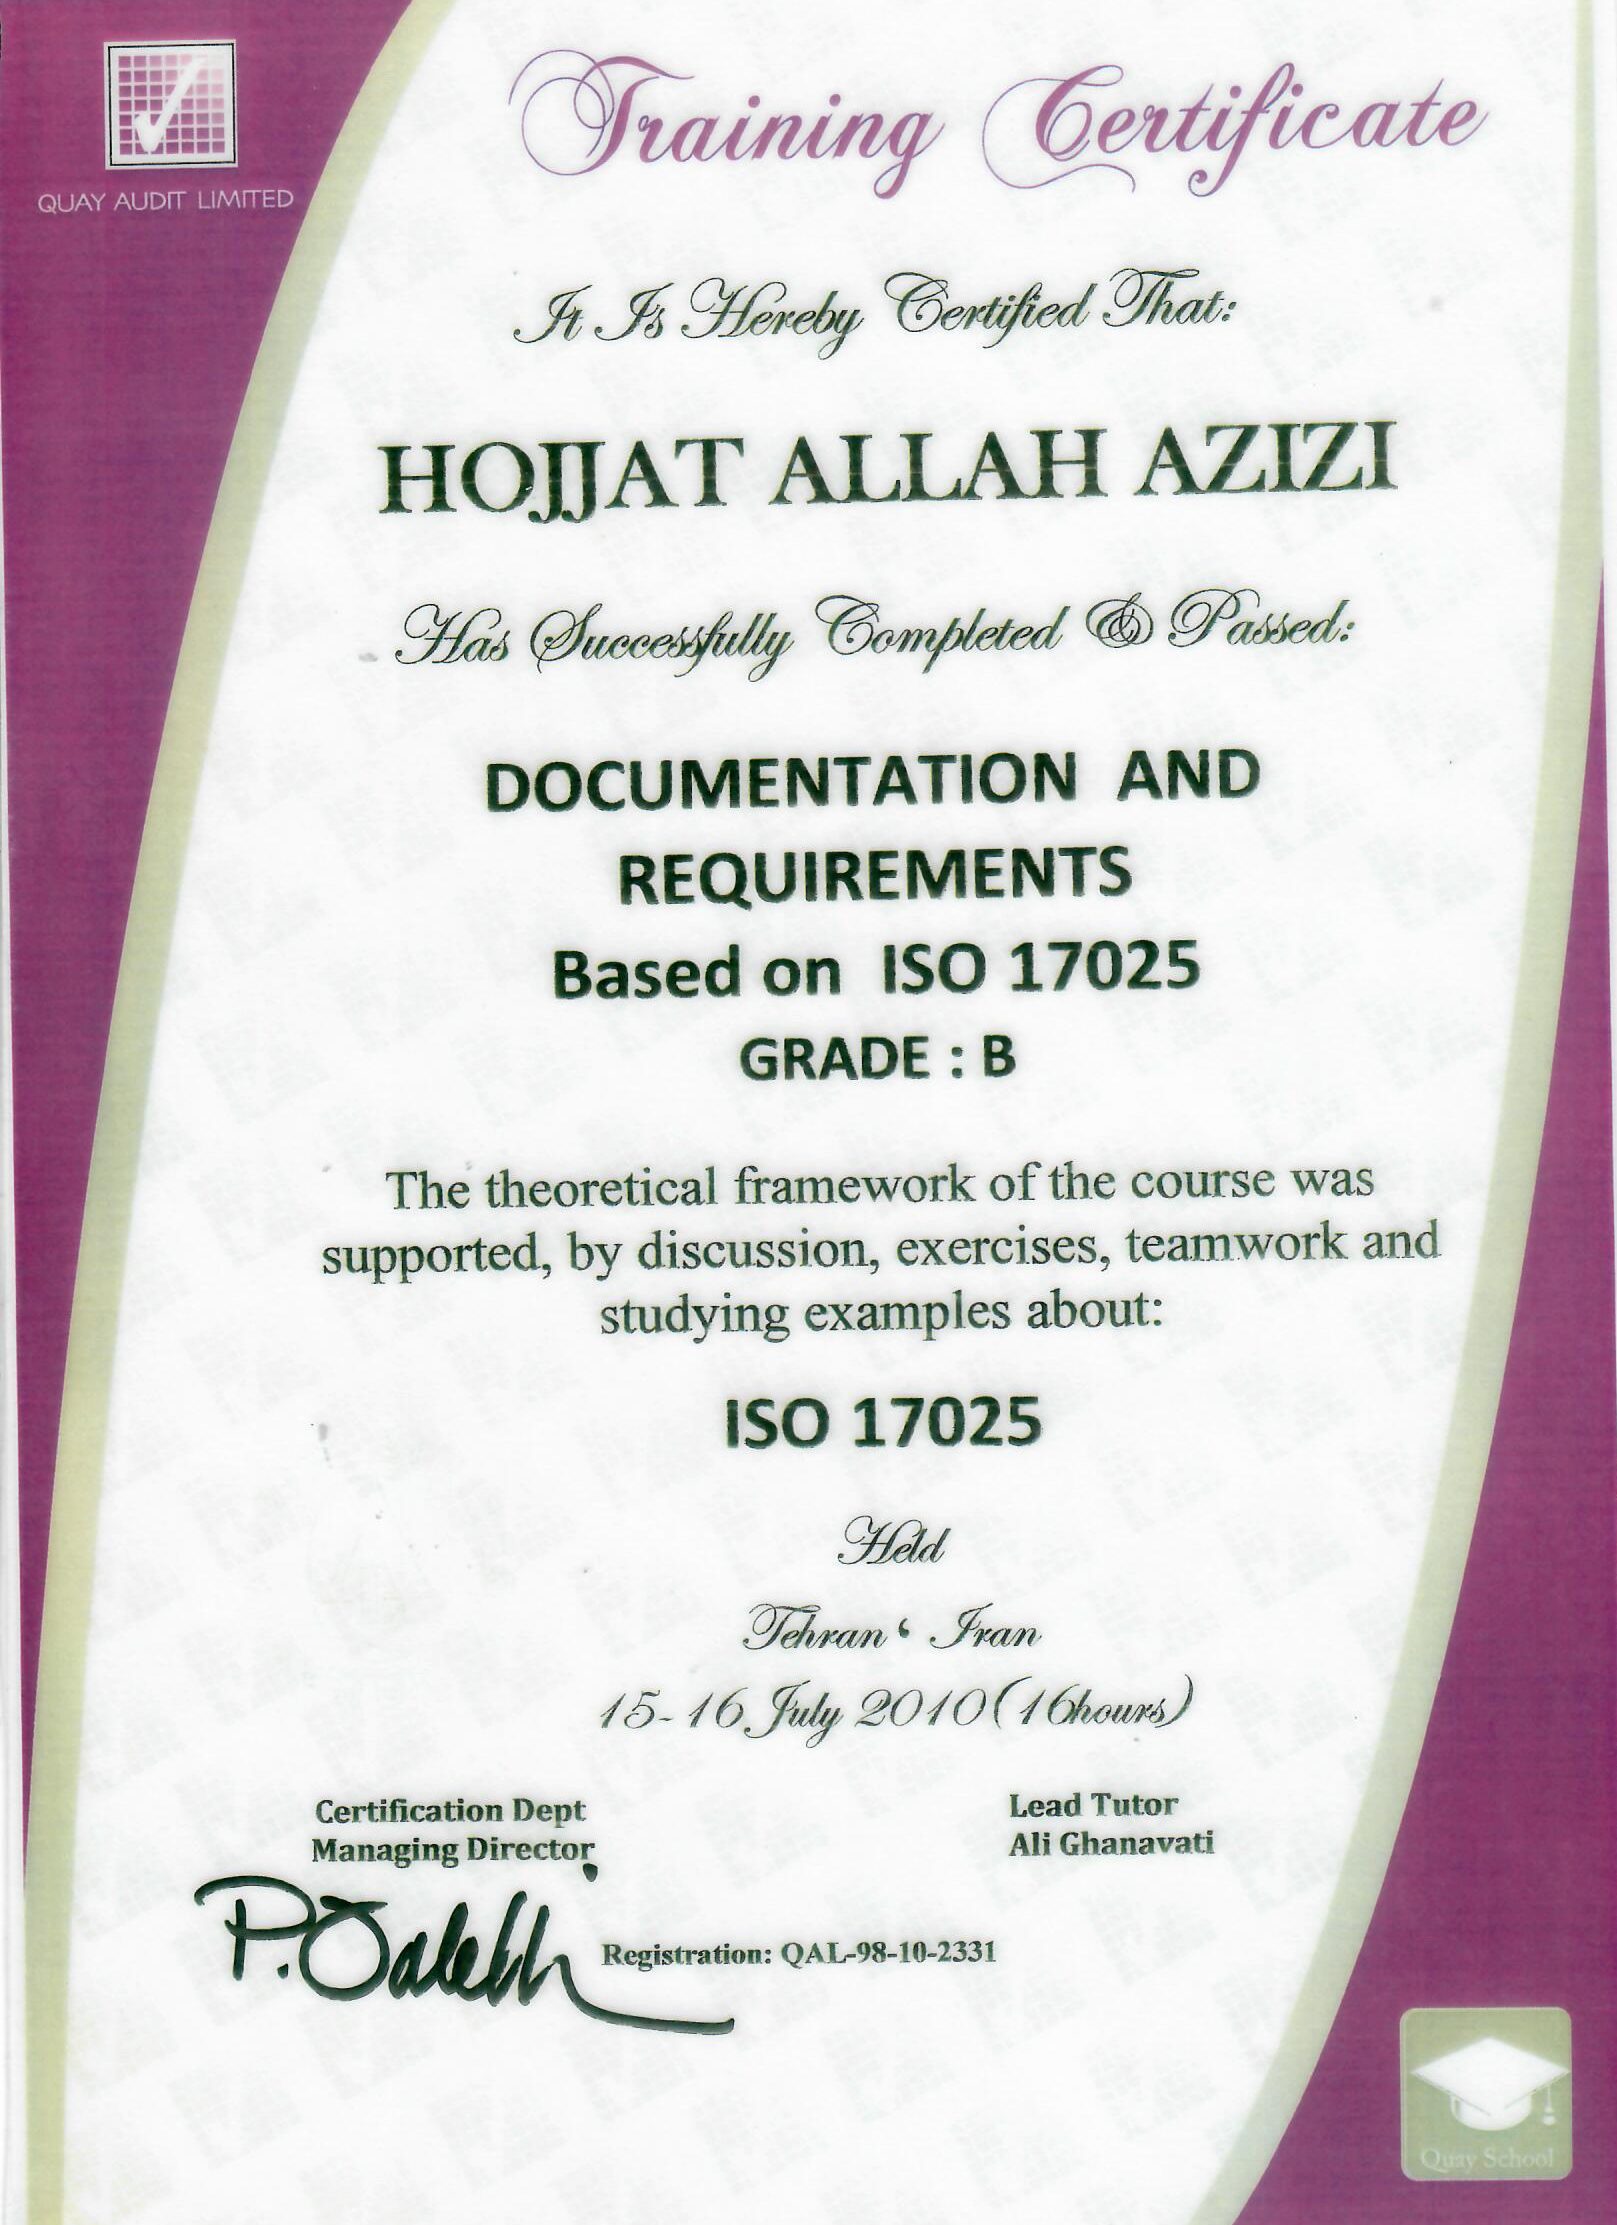 QUAY AUDIT LIMITED
Training Certificate
It Is Hereby Certified That:
HOJJAT ALLAH AZIZI
Has Successfully Completed & Passed:
DOCUMENTATION AND
REQUIREMENTS
Based on ISO 17025
GRADE : B
The theoretical framework of the course was
supported, by discussion, exercises, teamwork and
studying examples about:
ISO 17025
Held
Tehran، Iran
15-16 July 2010(16hours)
Certification Dept
Managing Director
Lead Tutor
Ali Ghanavati
P. Salehi
Registration: QAL-98-10-2331
Quay School